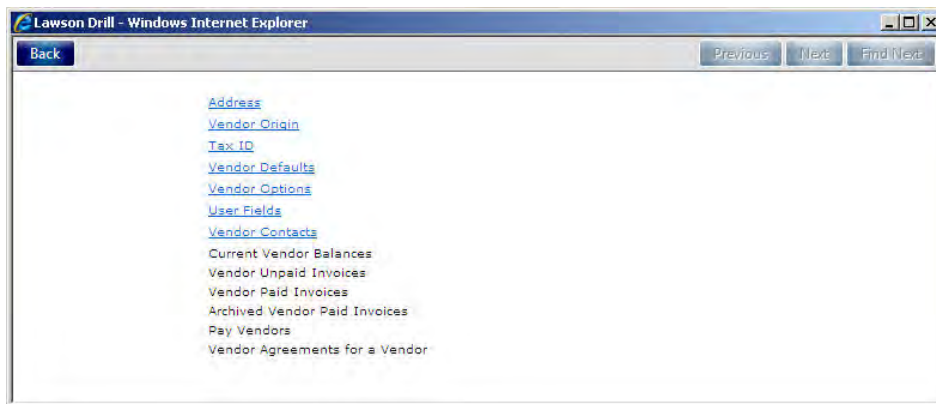 Lawson Drill - Windows Internet Explorer
Back Previous Next Find Next
Address
Vendor Origin
Tax ID
Vendor Defaults
Vendor Options
User Fields
Vendor Contacts
Current Vendor Balances
Vendor Unpaid Invoices
Vendor Paid Invoices
Archived Vendor Paid Invoices
Pay Vendors
Vendor Agreements for a Vendor